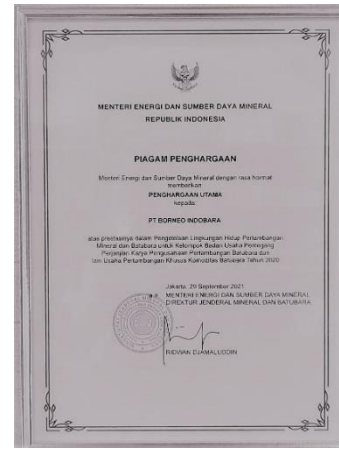 MENTERI ENERGI DAN SUMBER DAYA MINERAL
REPUBLIK INDONESIA
PIAGAM PENGHARGAAN
Menteri Energi dan Sumber Daya Mineral dengan rasa hormat
memberikan
PENGHARGAAN UTAMA
kepada:
PT BORNEO INDOBARA
atas prestasinya dalam Pengelolaan Lingkungan Hidup Pertambangan
Mineral dan Batubara untuk Kelompok Badan Usaha Pemegang
Perjanjian Karya Pengusahaan Pertambangan Batubara dan
Izin Usaha Pertambangan Khusus Komoditas Batubara Tahun 2020
Jakarta, 29 September 2021
MENTERI ENERGI DAN SUMBER DAYA MINERAL
DIREKTUR JENDERAL MINERAL DAN BATUBARA
RIDWAN DJAMALUDDIN